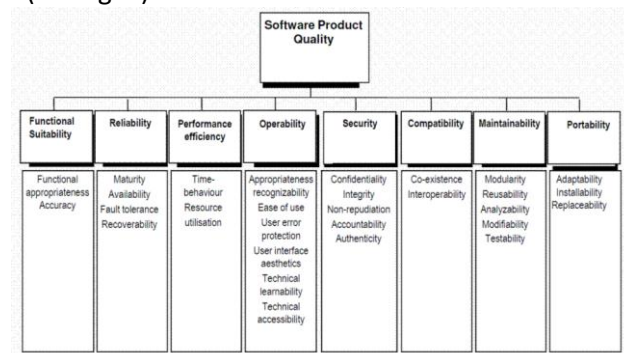 Software Product
Quality
Functional
Suitability
Reliability
Performance
efficiency
Operability
Security
Compatibility
Maintainability
Portability
Functional
appropriateness
Accuracy
Maturity
Availability
Fault tolerance
Recoverability
Time-
behaviour
Resource
utilisation
Appropriateness
recognizability
Ease of use
User error
protection
User interface
aesthetics
Technical
learnability
Technical
accessibility
Confidentiality
Integrity
Non-repudiation
Accountability
Authenticity
Co-existence
Interoperability
Modularity
Reusability
Analyzability
Modifiability
Testability
Adaptability
Installability
Replaceability